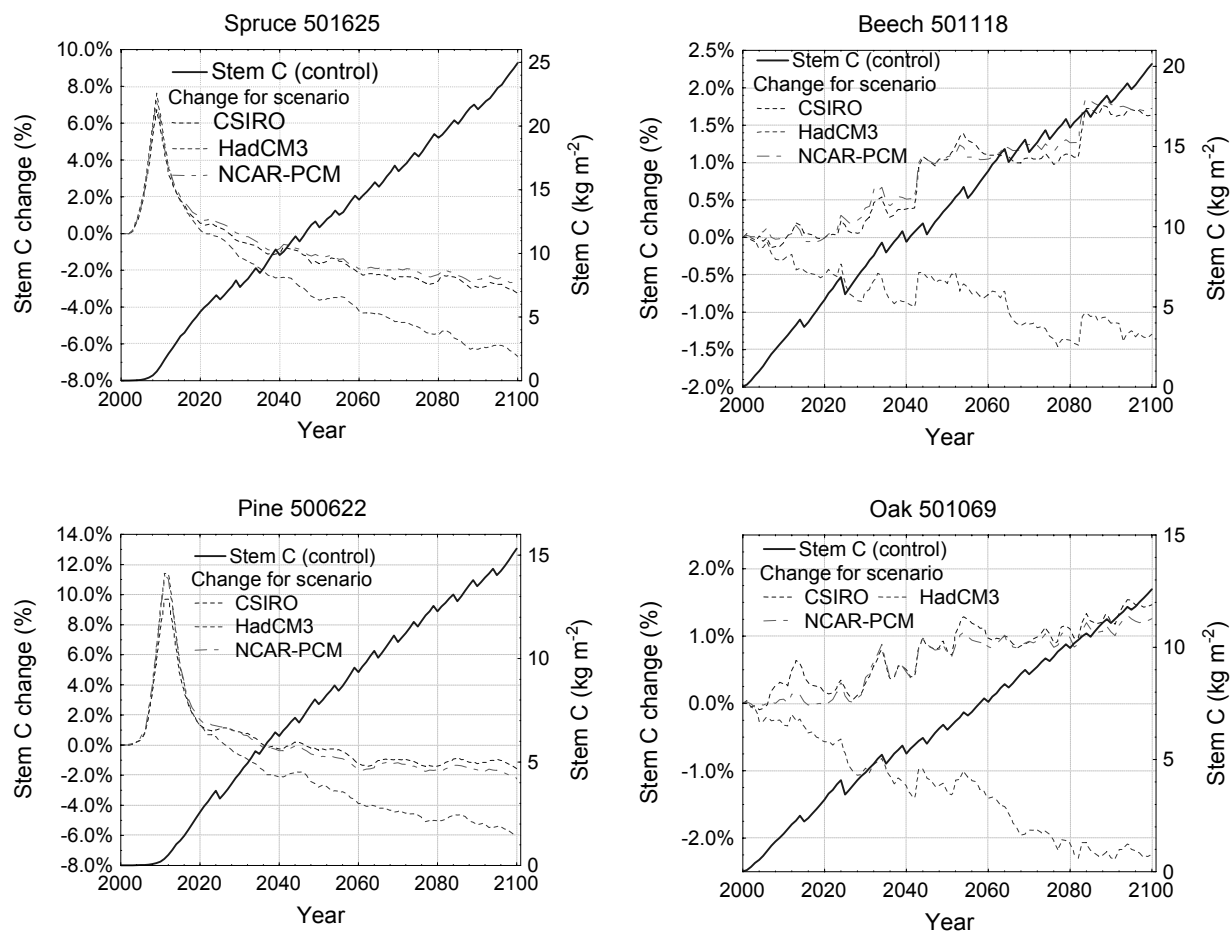 Spruce 501625
10.0%
8.0%
6.0%
4.0%
2.0%
0.0%
-2.0%
-4.0%
-6.0%
-8.0%
Stem C change (%)
Stem C (control)
Change for scenario
CSIRO
HadCM3
NCAR-PCM
25
20
15
10
5
0
Stem C (kg m⁻²)
2000 2020 2040 2060 2080 2100
Year
Beech 501118
2.5%
2.0%
1.5%
1.0%
0.5%
0.0%
-0.5%
-1.0%
-1.5%
-2.0%
Stem C change (%)
Stem C (control)
Change for scenario
CSIRO
HadCM3
NCAR-PCM
20
15
10
5
0
Stem C (kg m⁻²)
2000 2020 2040 2060 2080 2100
Year
Pine 500622
14.0%
12.0%
10.0%
8.0%
6.0%
4.0%
2.0%
0.0%
-2.0%
-4.0%
-6.0%
-8.0%
Stem C change (%)
Stem C (control)
Change for scenario
CSIRO
HadCM3
NCAR-PCM
15
10
5
0
Stem C (kg m⁻²)
2000 2020 2040 2060 2080 2100
Year
Oak 501069
2.0%
1.0%
0.0%
-1.0%
-2.0%
Stem C change (%)
Stem C (control)
Change for scenario
CSIRO HadCM3
NCAR-PCM
15
10
5
0
Stem C (kg m⁻²)
2000 2020 2040 2060 2080 2100
Year